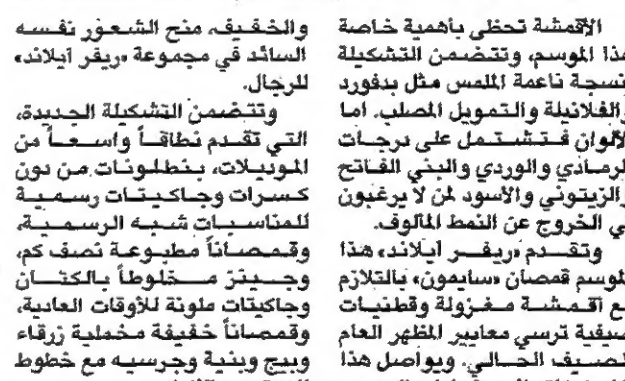 الأقمشة تحظى بأهمية خاصة
هذا الموسم، وتتضمن التشكيلة
أنسجة ناعمة الملمس مثل بدفورد
والفلانيلة والتمويل المصلب. اما
الألوان فتشتمل على درجات
الرمادي والوردي والبني الفاتح
والزيتوني والأسود لمن لا يرغبون
في الخروج عن النمط المألوف.
وتقدم «ريفر آيلاند» هذا
الموسم قمصان «سايمون» بالتلازم
مع اقمشة مغزولة وقطنيات
صيفية ترسي معايير المظهر العام
للصيف الحالي. ويواصل هذا
والخفيف، منح الشعور نفسه
السائد في مجموعة «ريفر آيلاند»
للرجال.
وتتضمن التشكيلة الجديدة،
التي تقدم نطاقاً واسعاً من
الموديلات، بنطلونات من دون
كسرات وجاكيتات رسمية
للمناسبات شبه الرسمية،
وقمصاناً مطبوعة نصف كم،
وجينز مخلوطاً بالكتان
وجاكيتات ملونة للأوقات العادية،
وقمصاناً خفيفة مخملية زرقاء
وبيج وبنية وجرسيه مع خطوط